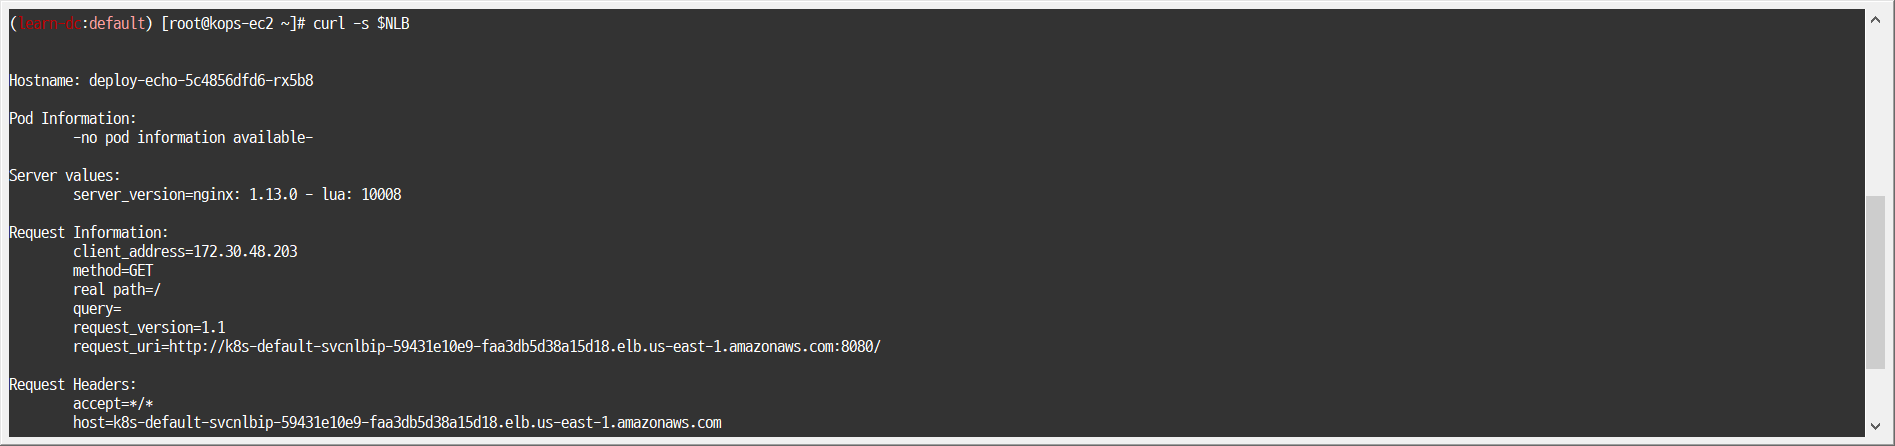 (learn-dc:default) [root@kops-ec2 ~]# curl -s $NLB
Hostname: deploy-echo-5c4856dfd6-rx5b8
Pod Information:
-no pod information available-
Server values:
server_version=nginx: 1.13.0 - lua: 10008
Request Information:
client_address=172.30.48.203
method=GET
real path=/
query=
request_version=1.1
request_uri=http://k8s-default-svcnlbip-59431e10e9-faa3db5d38a15d18.elb.us-east-1.amazonaws.com:8080/
Request Headers:
accept=*/*
host=k8s-default-svcnlbip-59431e10e9-faa3db5d38a15d18.elb.us-east-1.amazonaws.com